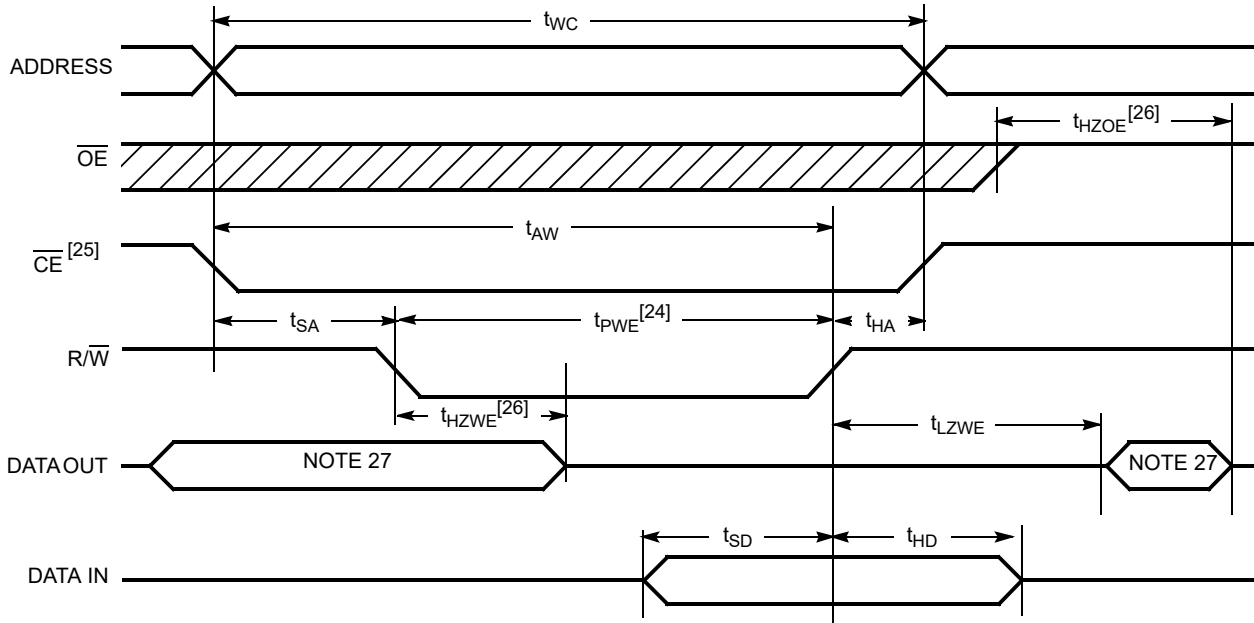 tWC
ADDRESS
tHZOE[26]
OE
tAW
CE [25]
tSA
tPWE[24]
tHA
R/W
tHZWE[26]
tLZWE
DATA OUT
NOTE 27
NOTE 27
tSD
tHD
DATA IN